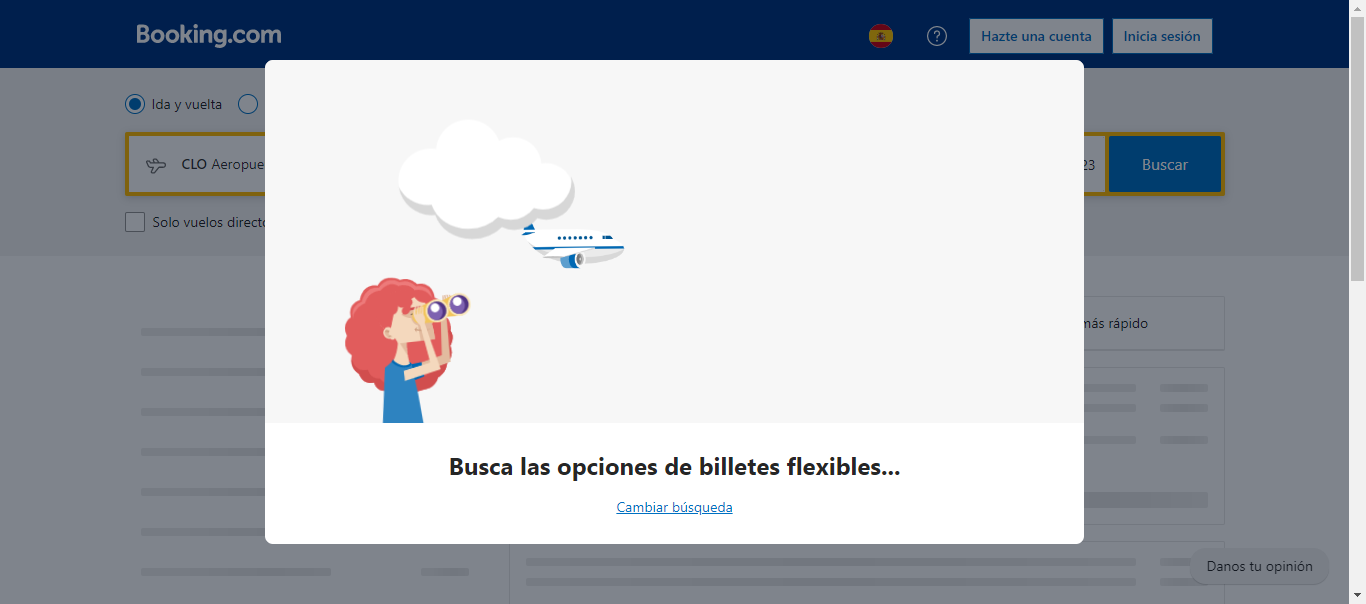 Booking.com
?
Hazte una cuenta
Inicia sesión
Ida y vuelta
CLO Aeropue
23
Buscar
Solo vuelos directo
más rápido
Busca las opciones de billetes flexibles...
Cambiar búsqueda
Danos tu opinión